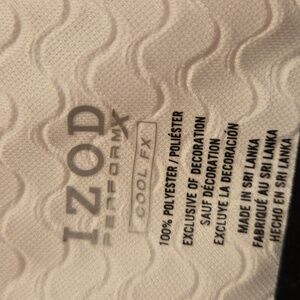 IZOD
PERFORMX
COOL FX
100% POLYESTER / POLIÉSTER
EXCLUSIVE OF DECORATION
SAUF DÉCORATION
EXCLUYE LA DECORACIÓN
MADE IN SRI LANKA
FABRIQUÉ AU SRI LANKA
HECHO EN SRI LANKA